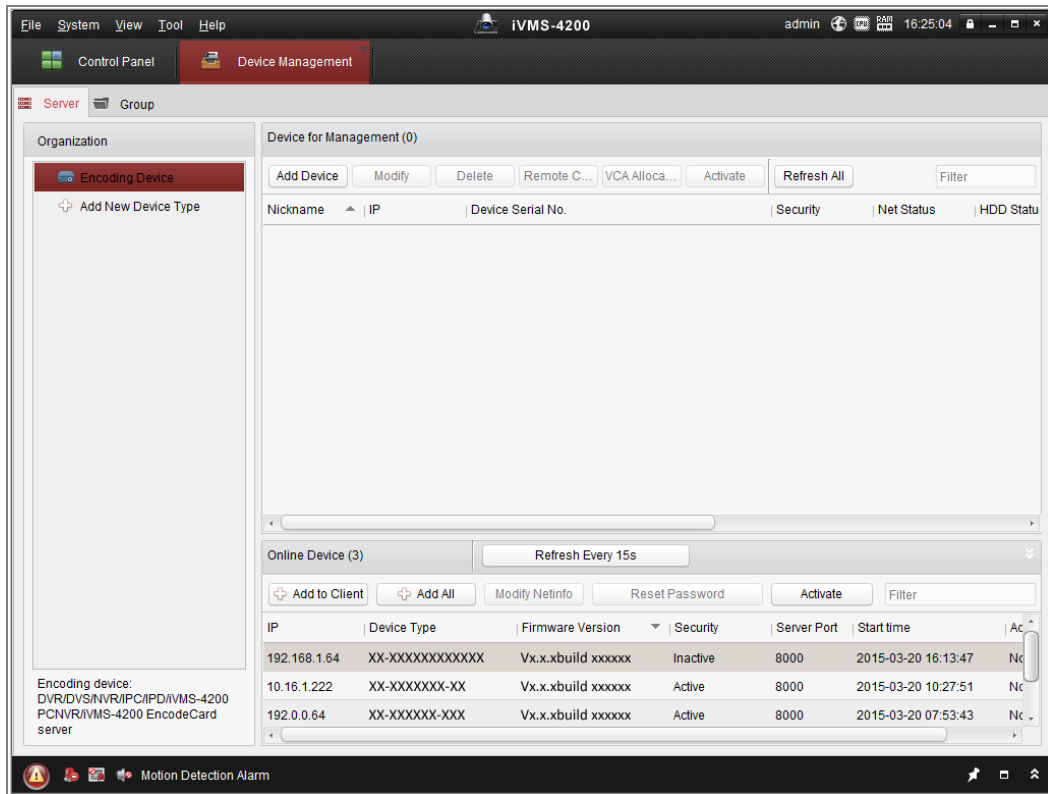 File System View Tool Help iVMS-4200 admin CPU RAM 16:25:04
Control Panel Device Management
Server Group
Organization
Encoding Device
Add New Device Type
Encoding device:
DVR/DVS/NVR/IPC/IPD/iVMS-4200
PCNVR/iVMS-4200 EncodeCard
server
Device for Management (0)
Add Device Modify Delete Remote C... VCA Alloca... Activate Refresh All Filter
Nickname IP Device Serial No. Security Net Status HDD Statu
Online Device (3) Refresh Every 15s
Add to Client Add All Modify Netinfo Reset Password Activate Filter
IP Device Type Firmware Version Security Server Port Start time Ac
192.168.1.64 XX-XXXXXXXXXXXX Vx.x.xbuild xxxxxx Inactive 8000 2015-03-20 16:13:47 No
10.16.1.222 XX-XXXXXXX-XX Vx.x.xbuild xxxxxx Active 8000 2015-03-20 10:27:51 No
192.0.0.64 XX-XXXXXX-XXX Vx.x.xbuild xxxxxx Active 8000 2015-03-20 07:53:43 No
Motion Detection Alarm